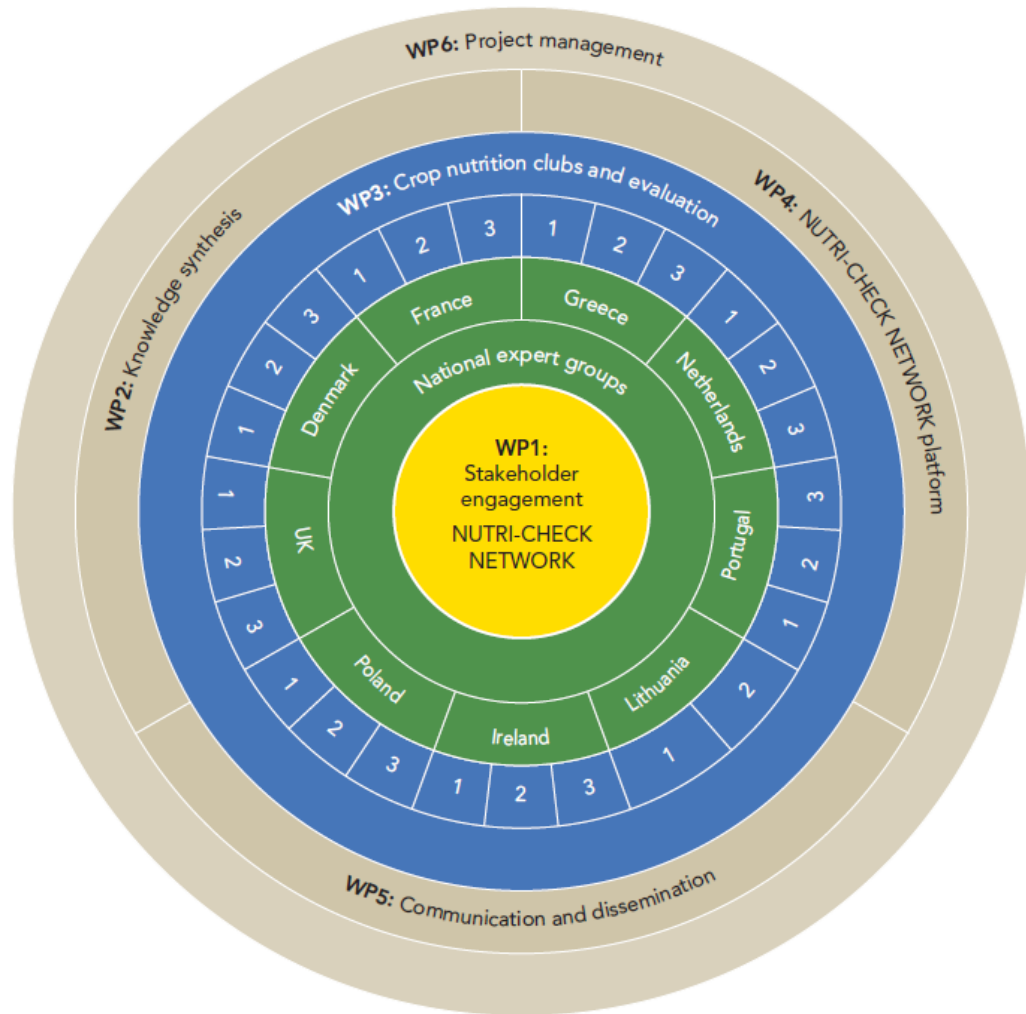 WP6: Project management
WP2: Knowledge synthesis
WP4: NUTRI-CHECK NETWORK platform
WP5: Communication and dissemination
WP3: Crop nutrition clubs and evaluation
1 2 3
France
1 2 3
Greece
1 2 3
Netherlands
3 2 1
Portugal
2 1
Lithuania
1 2 3
Ireland
1 2 3
Poland
1 2 3
UK
1 2 3
Denmark
National expert groups
WP1:
Stakeholder
engagement
NUTRI-CHECK
NETWORK